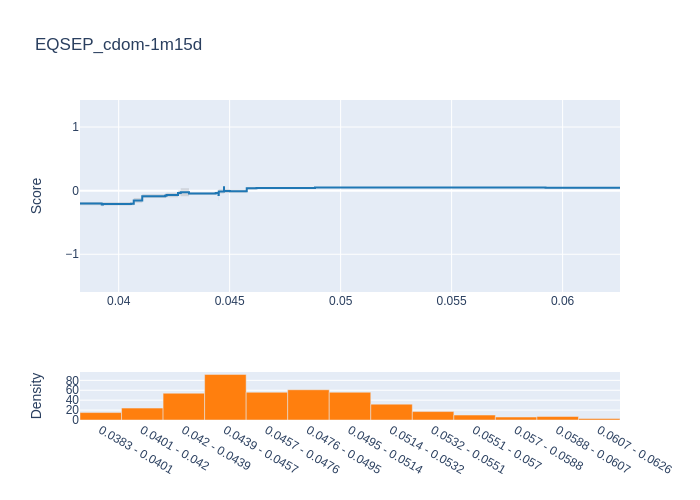 EQSEP_cdom-1m15d
Score
1
0
−1
0.04
0.045
0.05
0.055
0.06
Density
80
60
40
20
0
0.0383 - 0.0401
0.0401 - 0.042
0.042 - 0.0439
0.0439 - 0.0457
0.0457 - 0.0476
0.0476 - 0.0495
0.0495 - 0.0514
0.0514 - 0.0532
0.0532 - 0.0551
0.0551 - 0.057
0.057 - 0.0588
0.0588 - 0.0607
0.0607 - 0.0626